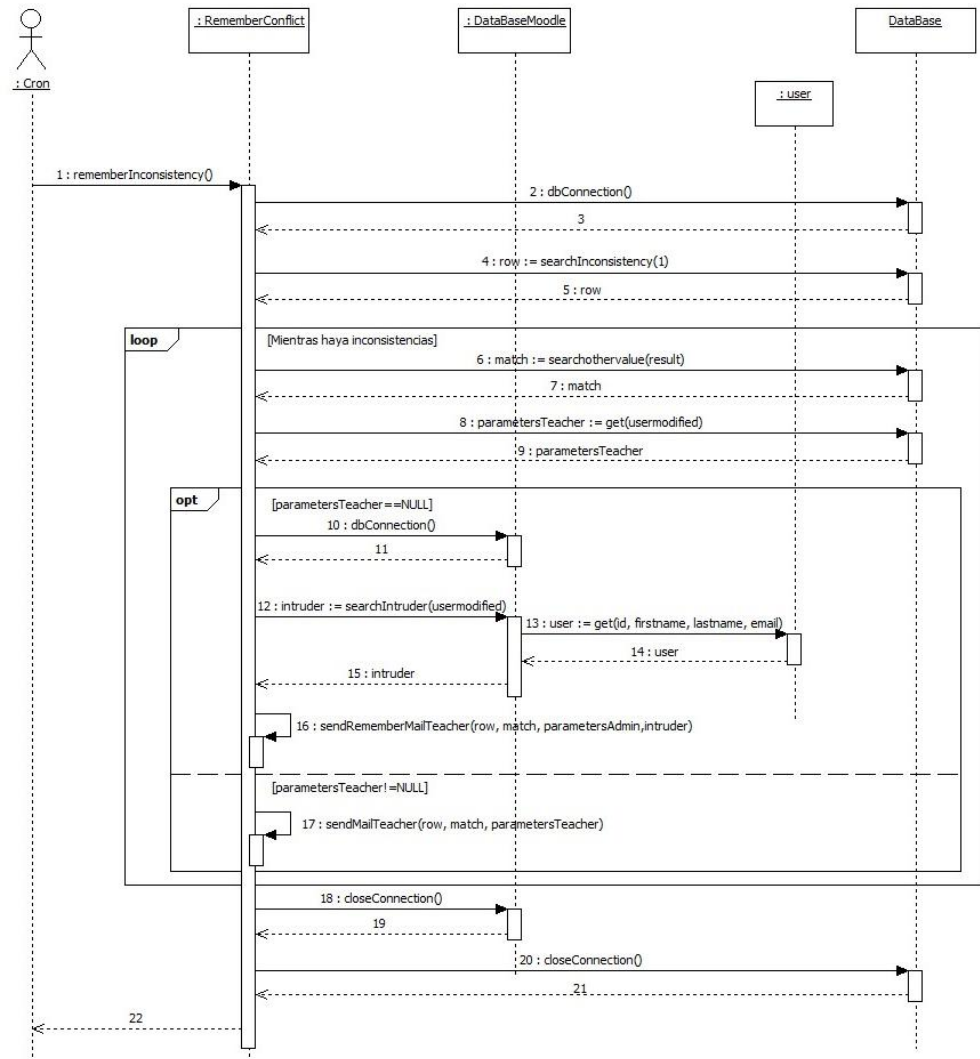 : RememberConflict
: DataBaseMoodle
DataBase
: Cron
: user
1 : rememberInconsistency()
2 : dbConnection()
3
4 : row := searchInconsistency(1)
5 : row
loop
[Mientras haya inconsistencias]
6 : match := searchothervalue(result)
7 : match
8 : parametersTeacher := get(usermodified)
9 : parametersTeacher
opt
[parametersTeacher==NULL]
10 : dbConnection()
11
12 : intruder := searchIntruder(usermodified)
13 : user := get(id, firstname, lastname, email)
14 : user
15 : intruder
16 : sendRememberMailTeacher(row, match, parametersAdmin,intruder)
[parametersTeacher!=NULL]
17 : sendMailTeacher(row, match, parametersTeacher)
18 : closeConnection()
19
20 : closeConnection()
21
22